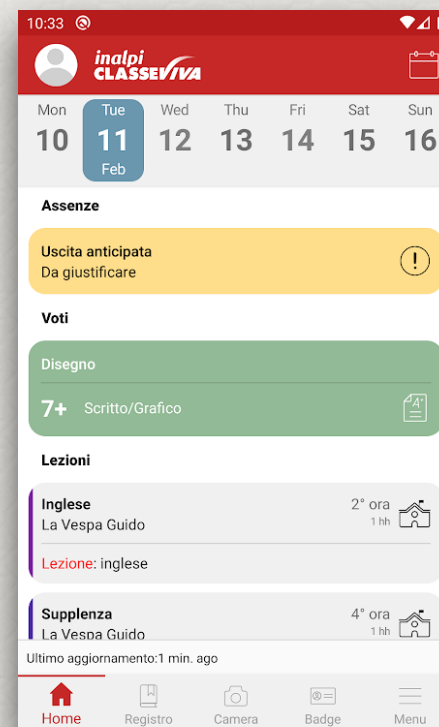 10:33
inalpi
CLASSEVIVA
Mon Tue Wed Thu Fri Sat Sun
10 11 12 13 14 15 16
Feb
Assenze
Uscita anticipata
Da giustificare
Voti
Disegno
7+ Scritto/Grafico
Lezioni
Inglese 2° ora
La Vespa Guido 1 hh
Lezione: inglese
Supplenza 4° ora
La Vespa Guido 1 hh
Ultimo aggiornamento:1 min. ago
Home Registro Camera Badge Menu